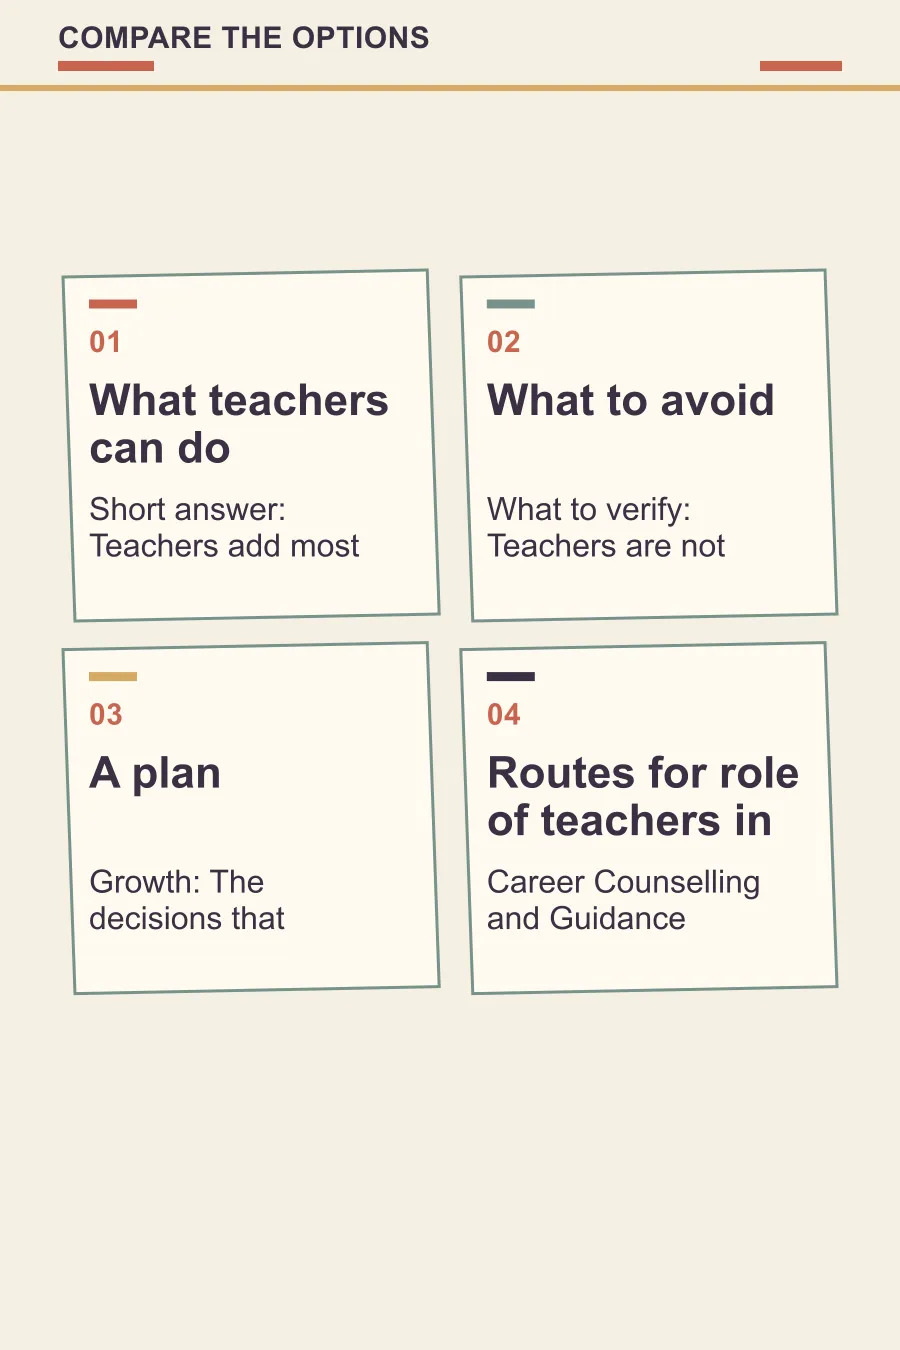 COMPARE THE OPTIONS
01
What teachers
can do
Short answer:
Teachers add most
02
What to avoid
What to verify:
Teachers are not
03
A plan
Growth: The
decisions that
04
Routes for role
of teachers in
Career Counselling
and Guidance